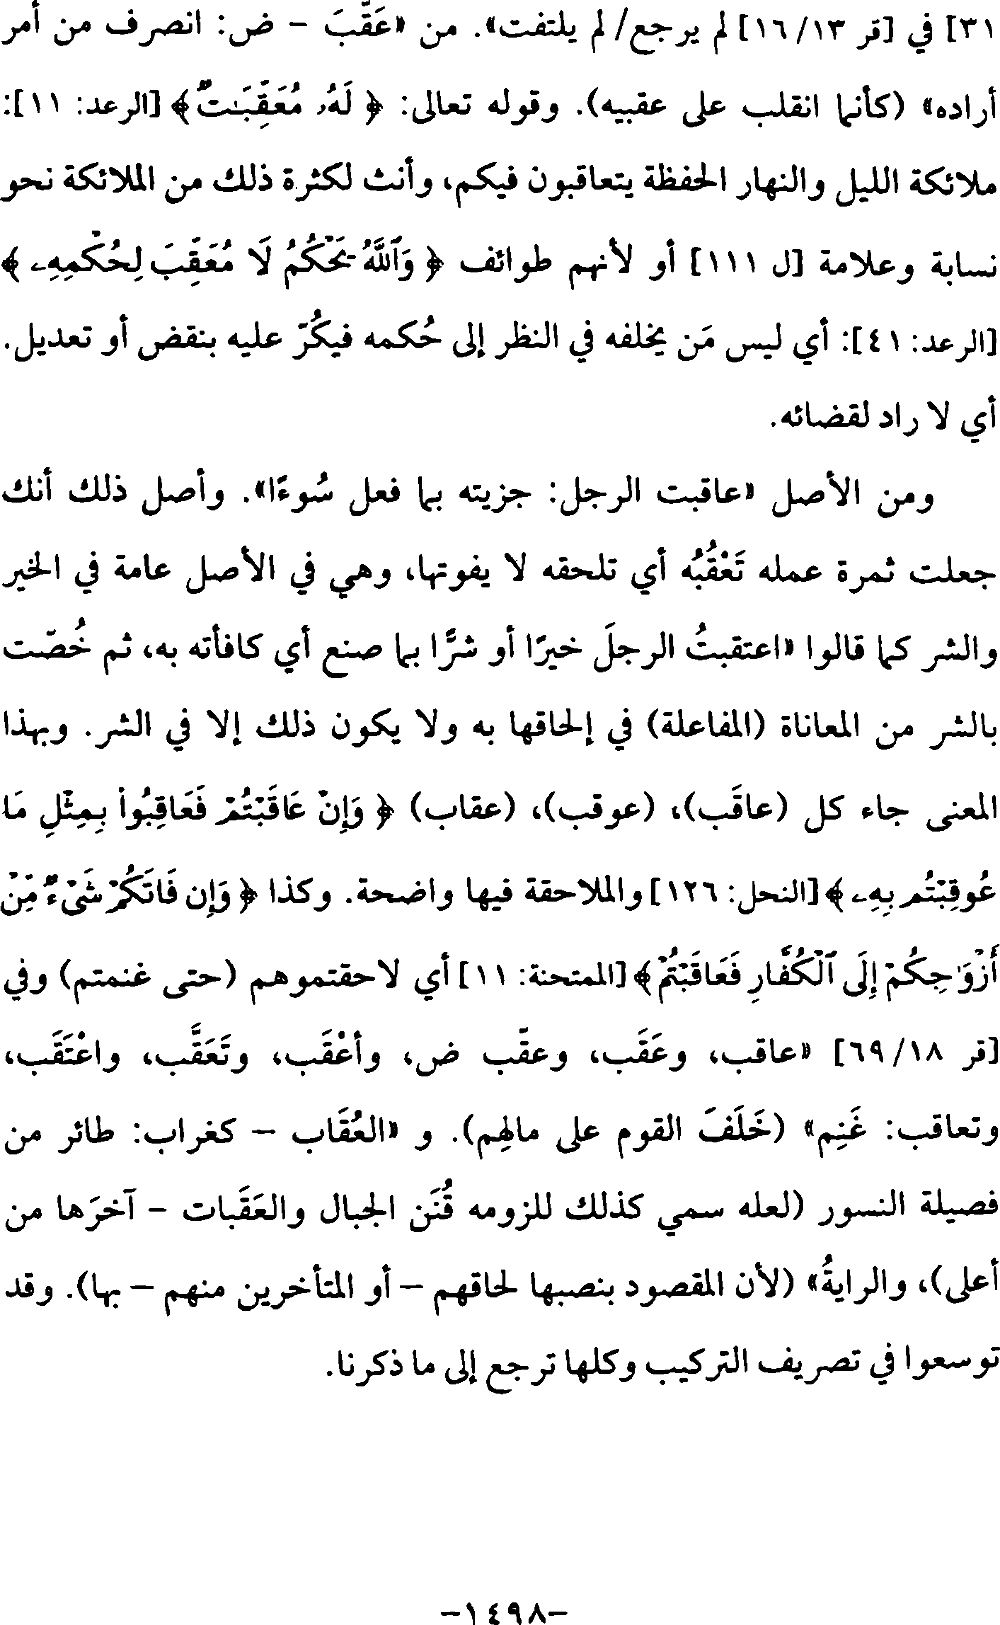 ٣١] في [قر ١٣/ ١٦] لم يرجع/ لم يلتفت». من «عَقَّبَ - ض: انصرف من أمر
أراده» (كأنما انقلب على عقبيه). وقوله تعالى: ﴿ لَهُۥ مُعَقِّبَـٰتٌ ﴾ [الرعد: ١١]:
ملائكة الليل والنهار الحفظة يتعاقبون فيكم، وأنث لكثرة ذلك من الملائكة نحو
نسابة وعلامة [ل ١١١] أو لأنهم طوائف ﴿ وَٱللَّهُ يَحْكُمُ لَا مُعَقِّبَ لِحُكْمِهِۦ ﴾
[الرعد: ٤١]: أي ليس مَن يخلفه في النظر إلى حُكمه فيكُرّ عليه بنقض أو تعديل.
أي لا راد لقضائه.
ومن الأصل «عاقبت الرجل: جزيته بما فعل سُوءًا». وأصل ذلك أنك
جعلت ثمرة عمله تَعْقُبُه أي تلحقه لا يفوتها، وهي في الأصل عامة في الخير
والشر كما قالوا «اعتقبتُ الرجلَ خيرًا أو شرًّا بما صنع أي كافأته به، ثم خُصّت
بالشر من المعاناة (المفاعلة) في إلحاقها به ولا يكون ذلك إلا في الشر. وبهذا
المعنى جاء كل (عاقَب)، (عوقب)، (عقاب) ﴿ وَإِنْ عَاقَبْتُمْ فَعَاقِبُوا۟ بِمِثْلِ مَا
عُوقِبْتُم بِهِۦ ﴾ [النحل: ١٢٦] والملاحقة فيها واضحة. وكذا ﴿ وَإِن فَاتَكُمْ شَىْءٌ مِّنْ
أَزْوَٰجِكُمْ إِلَى ٱلْكُفَّارِ فَعَاقَبْتُمْ ﴾ [الممتحنة: ١١] أي لاحقتموهم (حتى غنمتم) وفي
[قر ١٨/ ٦٩] «عاقب، وعَقَب، وعقّب ض، وأعْقَب، وتَعَقَّب، واعْتَقَب،
وتعاقب: غَنِم» (خَلَفَ القوم على مالهم). و «العُقَاب - كغراب: طائر من
فصيلة النسور (لعله سمي كذلك للزومه قُنَن الجبال والعَقَبات - آخرَها من
أعلى)، والرايةُ» (لأن المقصود بنصبها لحاقهم - أو المتأخرين منهم - بها). وقد
توسعوا في تصريف التركيب وكلها ترجع إلى ما ذكرنا.
-١٤٩٨-